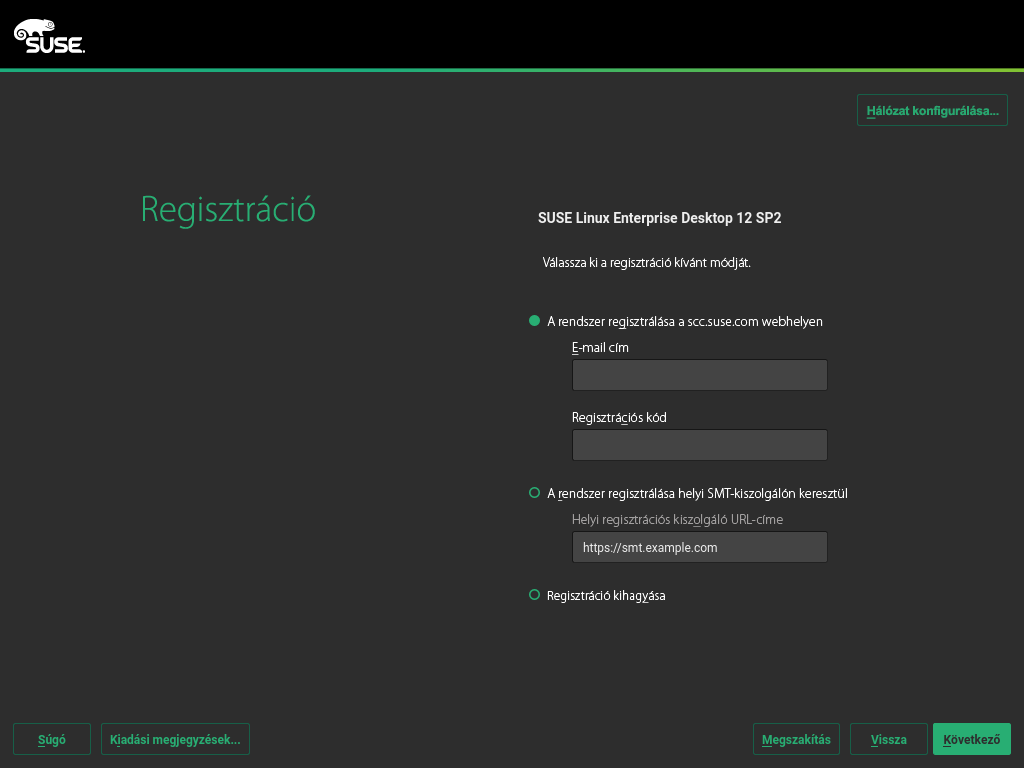 SUSE.
Hálózat konfigurálása...
Regisztráció
SUSE Linux Enterprise Desktop 12 SP2
Válassza ki a regisztráció kívánt módját.
A rendszer regisztrálása a scc.suse.com webhelyen
E-mail cím
Regisztrációs kód
A rendszer regisztrálása helyi SMT-kiszolgálón keresztül
Helyi regisztrációs kiszolgáló URL-címe
https://smt.example.com
Regisztráció kihagyása
Súgó
Kiadási megjegyzések...
Megszakítás
Vissza
Következő